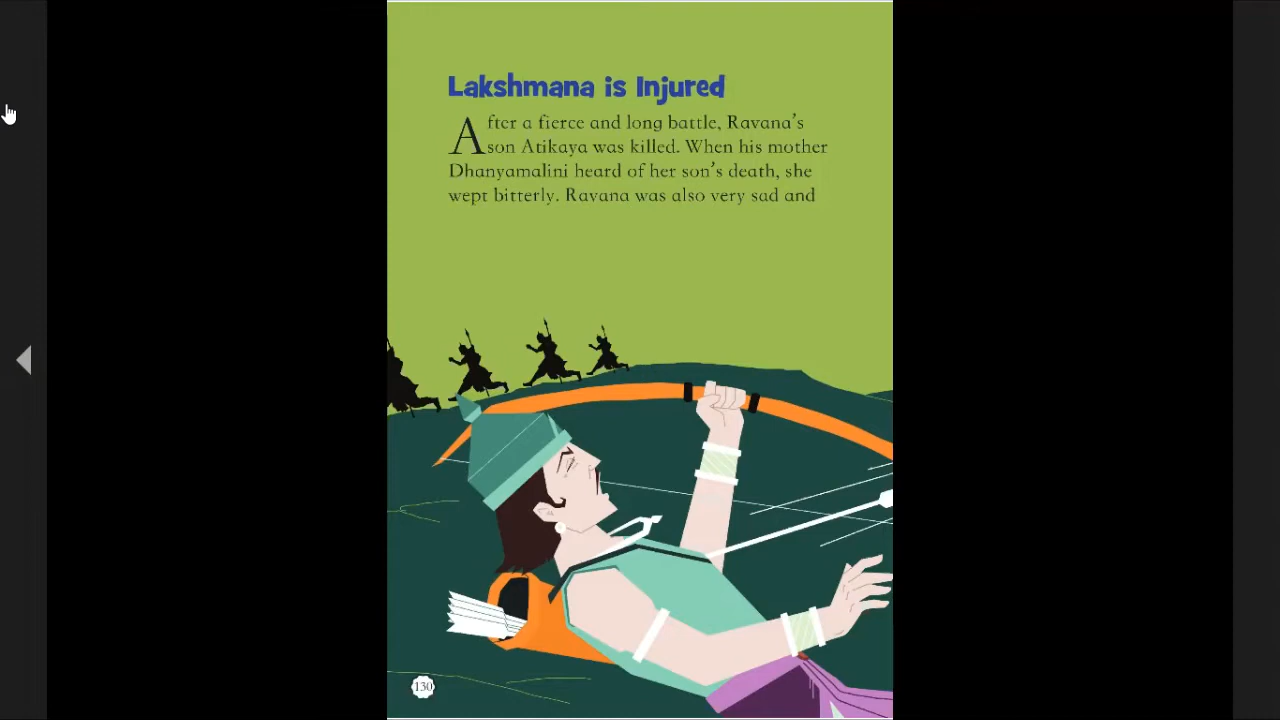 Lakshmana is Injured
After a fierce and long battle, Ravana's
son Atikaya was killed. When his mother
Dhanyamalini heard of her son's death, she
wept bitterly. Ravana was also very sad and
130